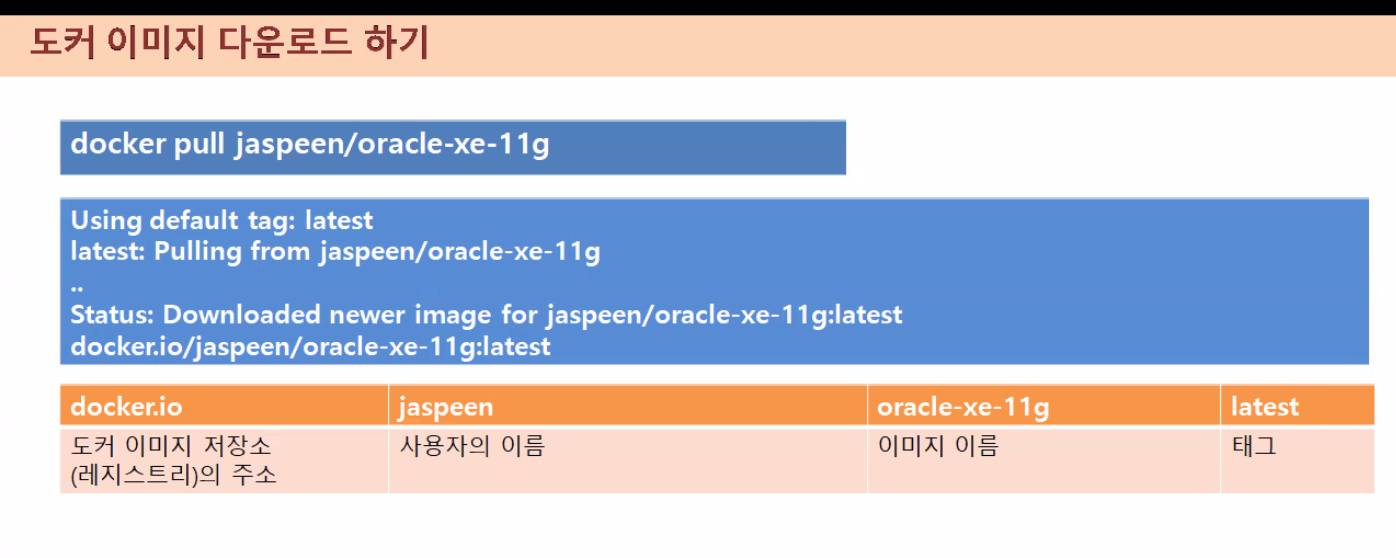 도커 이미지 다운로드 하기
docker pull jaspeen/oracle-xe-11g
Using default tag: latest
latest: Pulling from jaspeen/oracle-xe-11g
..
Status: Downloaded newer image for jaspeen/oracle-xe-11g:latest
docker.io/jaspeen/oracle-xe-11g:latest
docker.io jaspeen oracle-xe-11g latest
도커 이미지 저장소 사용자의 이름 이미지 이름 태그
(레지스트리)의 주소